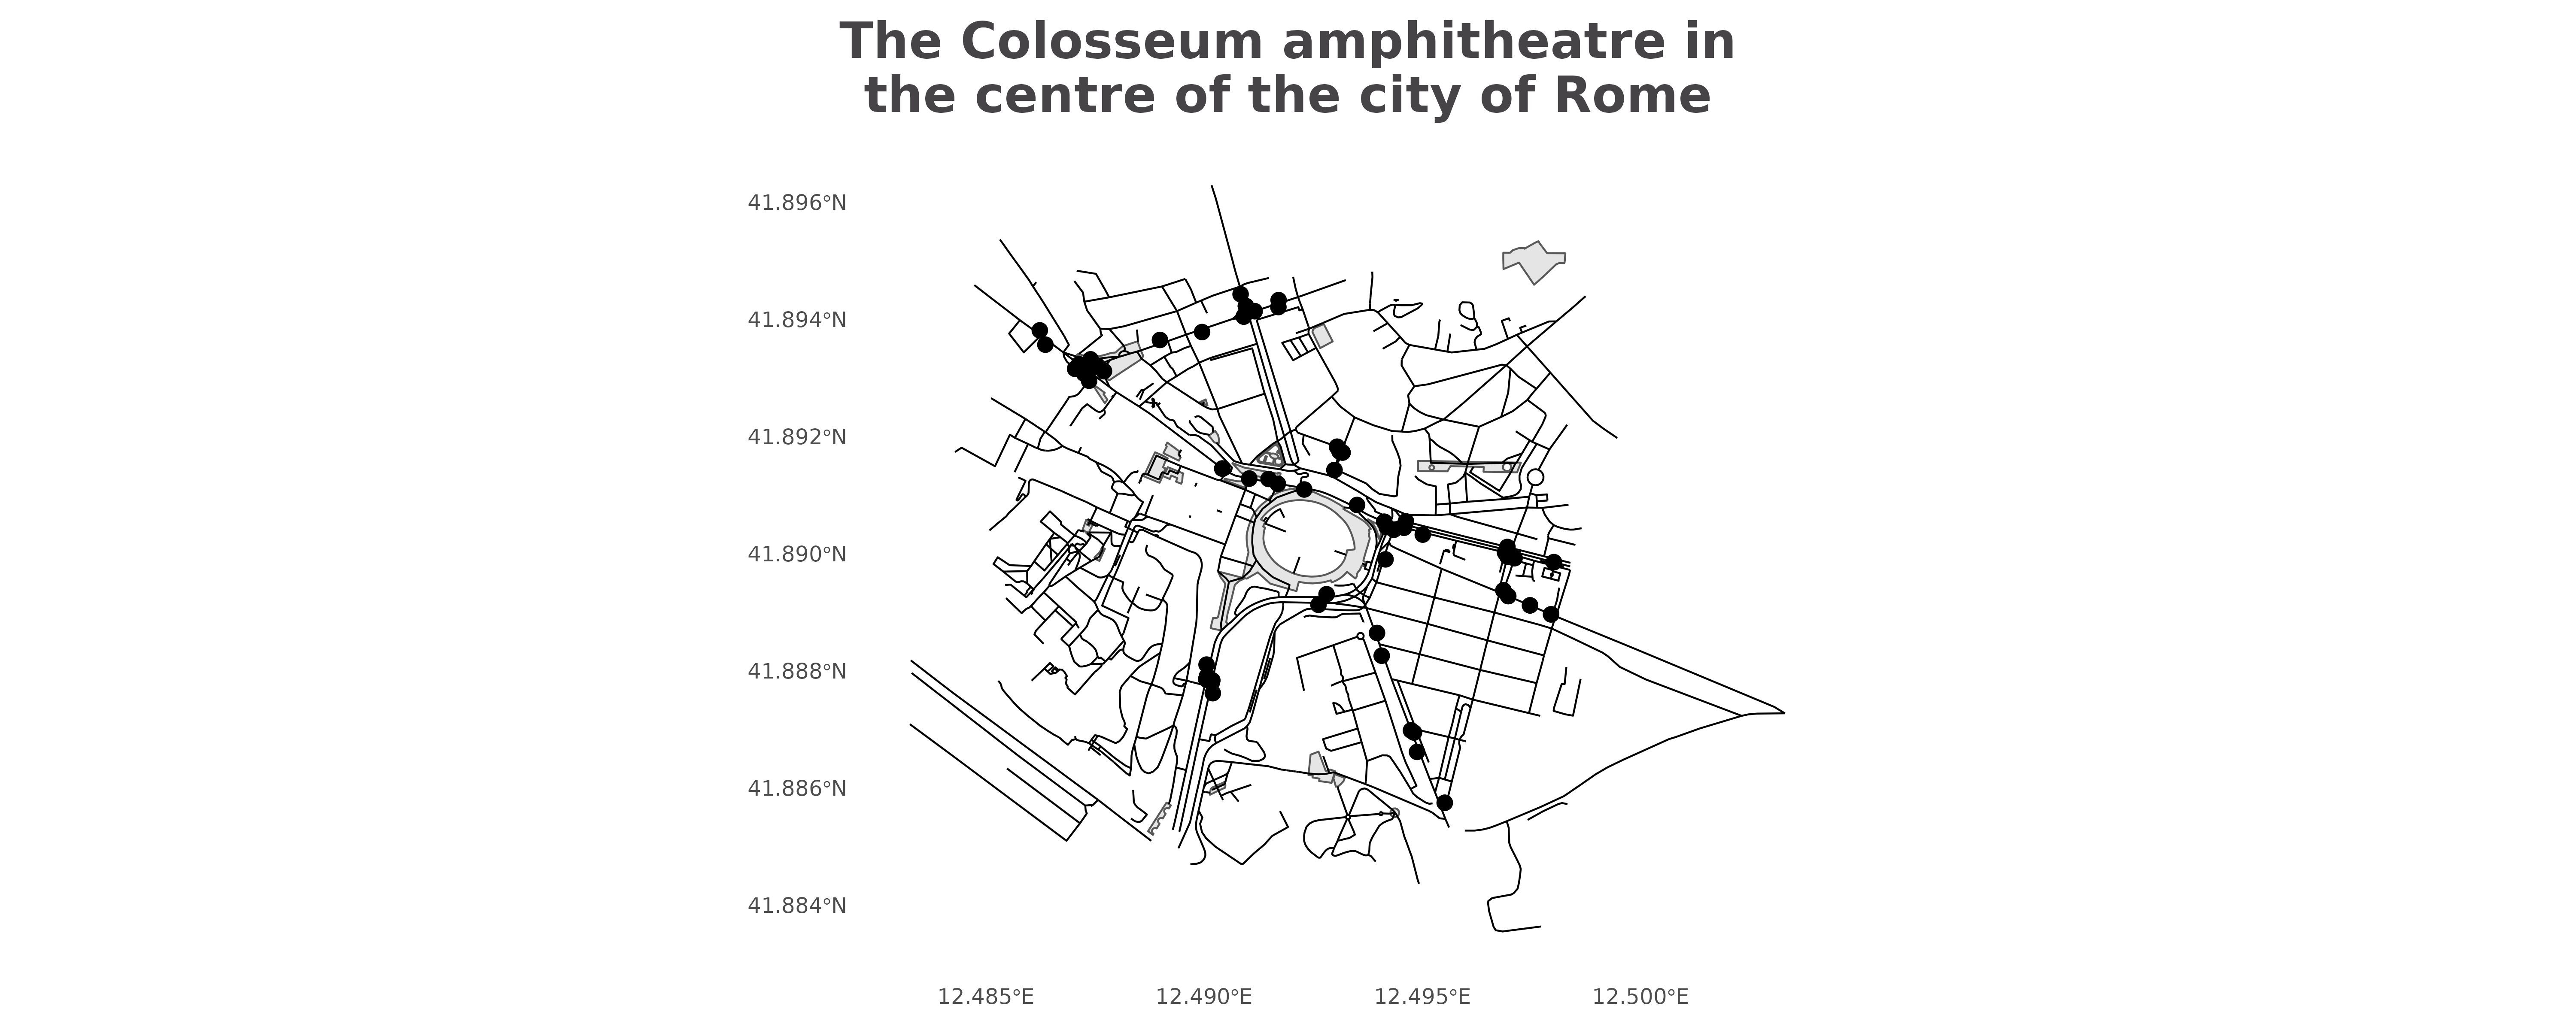 The Colosseum amphitheatre in
the centre of the city of Rome
41.896°N
41.894°N
41.892°N
41.890°N
41.888°N
41.886°N
41.884°N
12.485°E 12.490°E 12.495°E 12.500°E